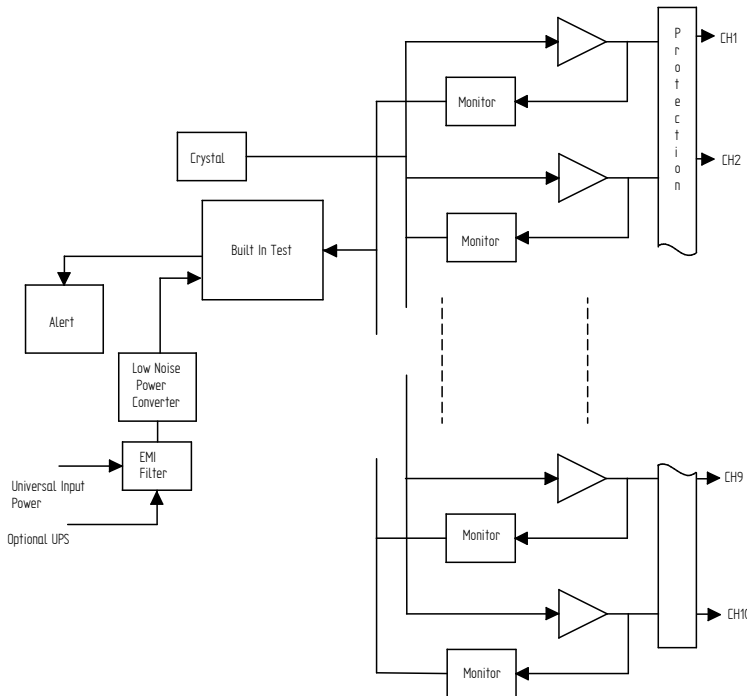 Protection
CH1
Monitor
Crystal
CH2
Monitor
Built In Test
Alert
Low Noise
Power
Converter
EMI
Filter
Universal Input
Power
Optional UPS
CH9
Monitor
CH10
Monitor